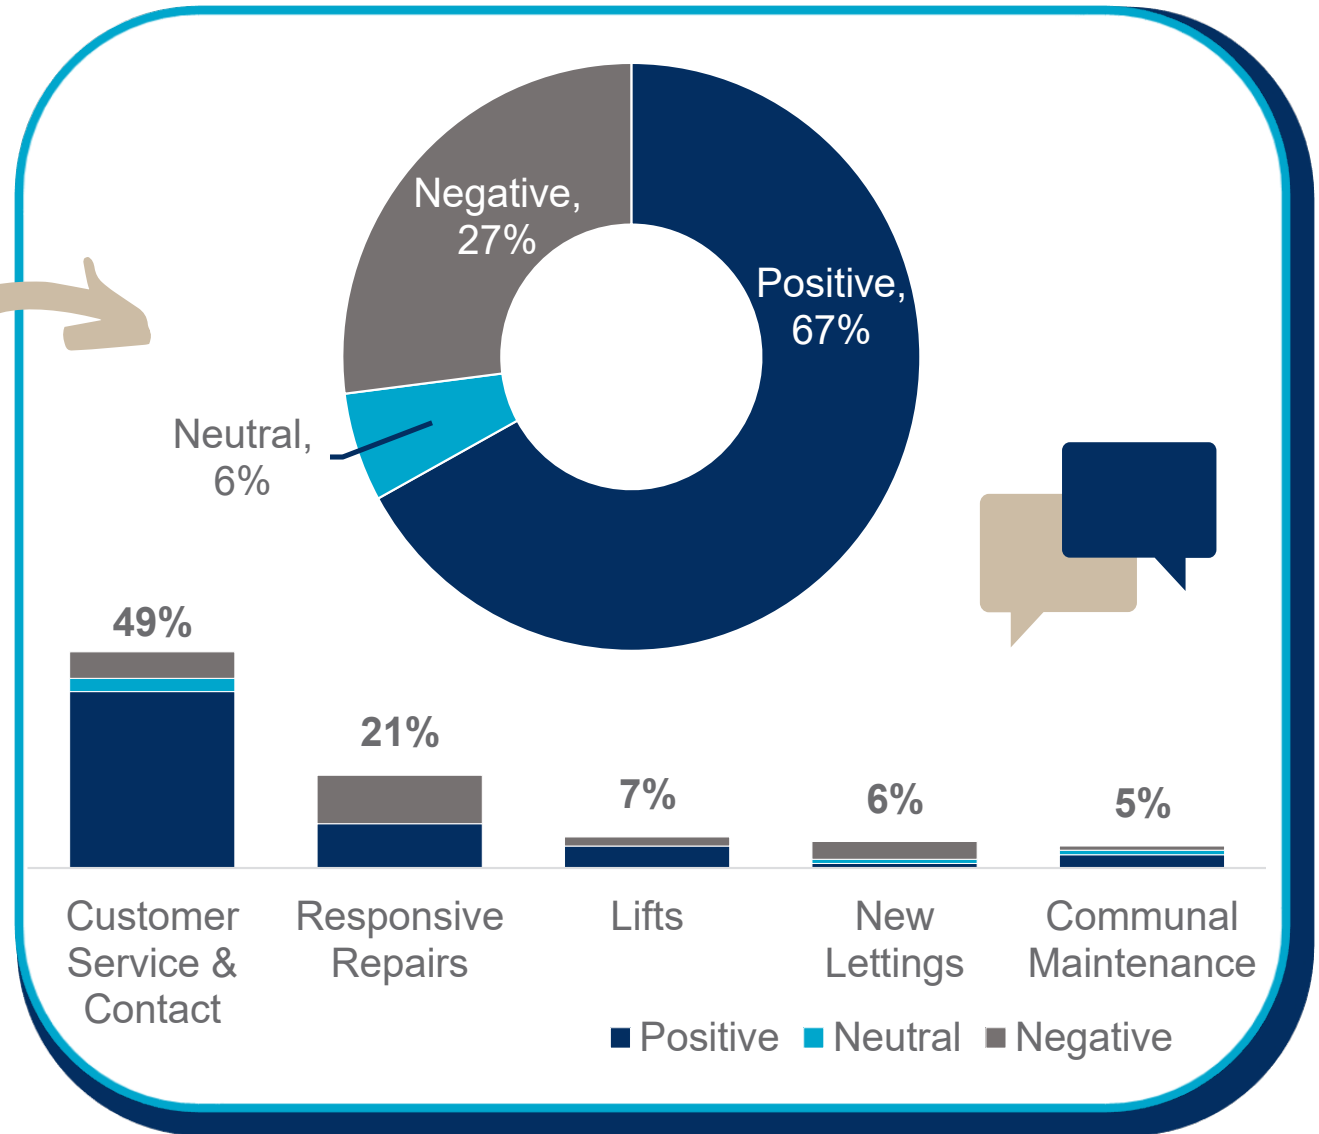 Negative,
27%
Positive,
67%
Neutral,
6%
49%
21%
7%
6%
5%
Customer
Service &
Contact
Responsive
Repairs
Lifts
New
Lettings
Communal
Maintenance
Positive
Neutral
Negative